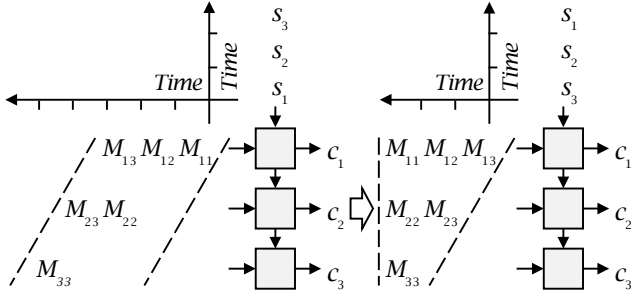 s₃ s₁
s₂ s₂
Time Time s₁ Time Time s₃
M₁₃ M₁₂ M₁₁ c₁ M₁₁ M₁₂ M₁₃ c₁
M₂₃ M₂₂ c₂ M₂₂ M₂₃ c₂
M₃₃ c₃ M₃₃ c₃